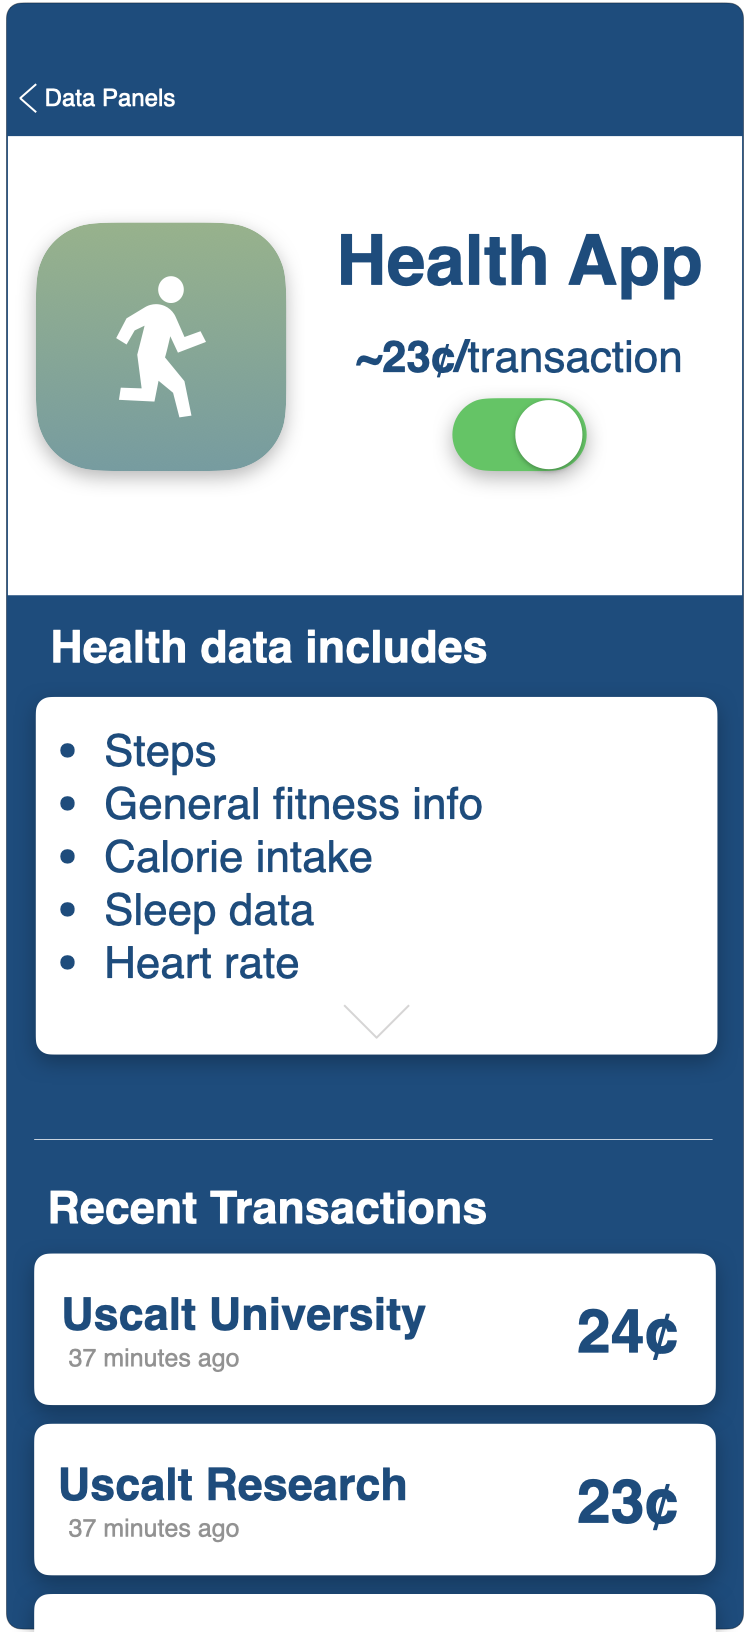 Data Panels
Health App
~23¢/transaction
Health data includes
• Steps
• General fitness info
• Calorie intake
• Sleep data
• Heart rate
Recent Transactions
Uscalt University
24¢
37 minutes ago
Uscalt Research
23¢
37 minutes ago